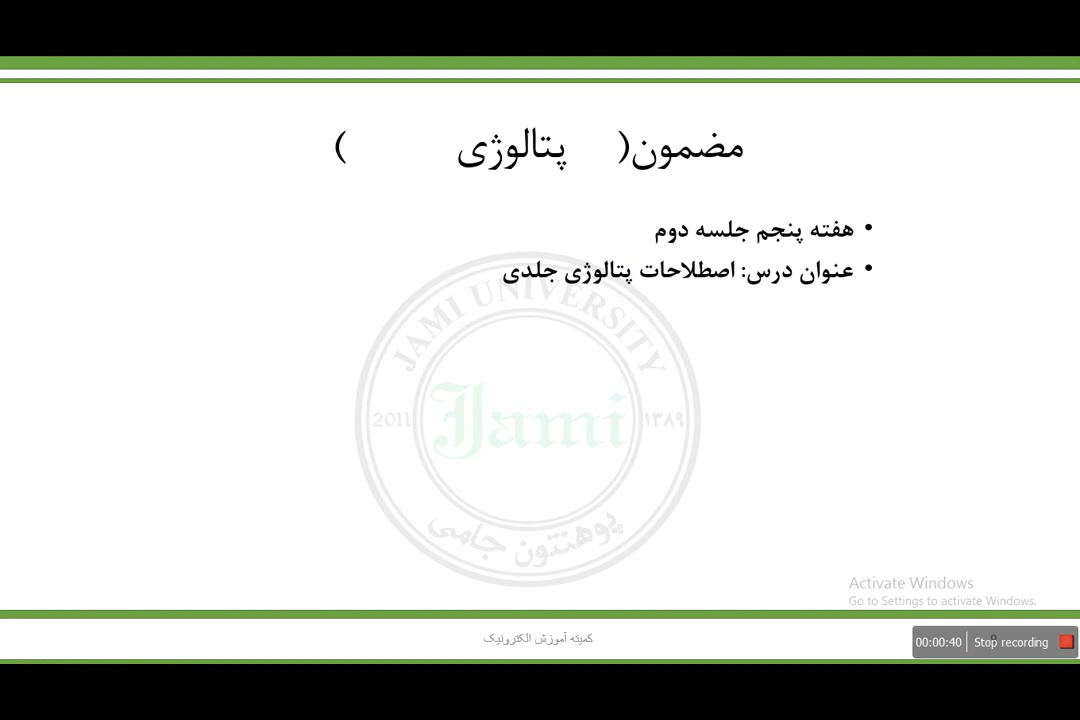 مضمون( پتالوژی )
• هفته پنجم جلسه دوم
• عنوان درس: اصطلاحات پتالوژی جلدی
JAMI UNIVERSITY
2011
Jami
۱۳۸۹
پوهنتون جامی
Activate Windows
Go to Settings to activate Windows.
کمیته آموزش الکترونیک
00:00:40 Stop recording